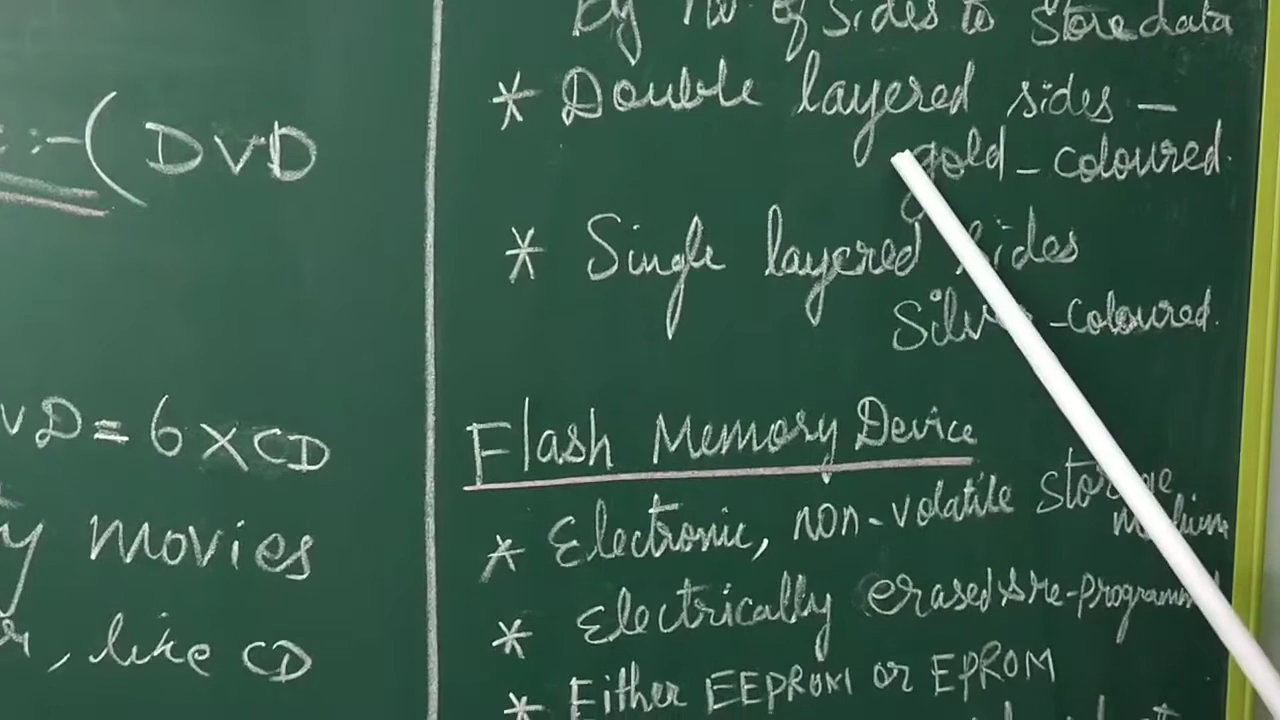 :- ( DVD
VD = 6 X CD
y movies
, like CD
By no. of sides to store data
* Double layered sides -
gold - coloured.
* Single layered sides
Silver - Coloured.
Flash Memory Device
* Electronic, non-volatile storage
medium
* Electrically erased & re-programmed
* Either EEPROM or EPROM